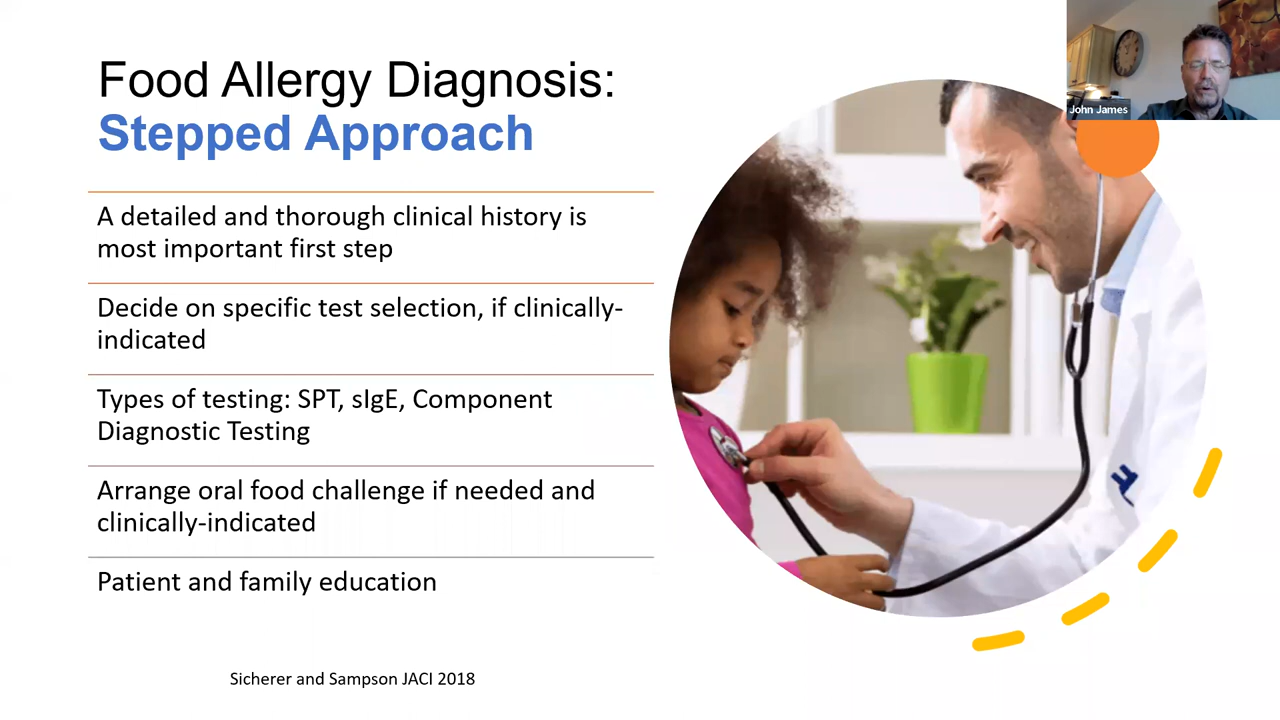 Food Allergy Diagnosis:
Stepped Approach
A detailed and thorough clinical history is
most important first step
Decide on specific test selection, if clinically-
indicated
Types of testing: SPT, sIgE, Component
Diagnostic Testing
Arrange oral food challenge if needed and
clinically-indicated
Patient and family education
Sicherer and Sampson JACI 2018
John James